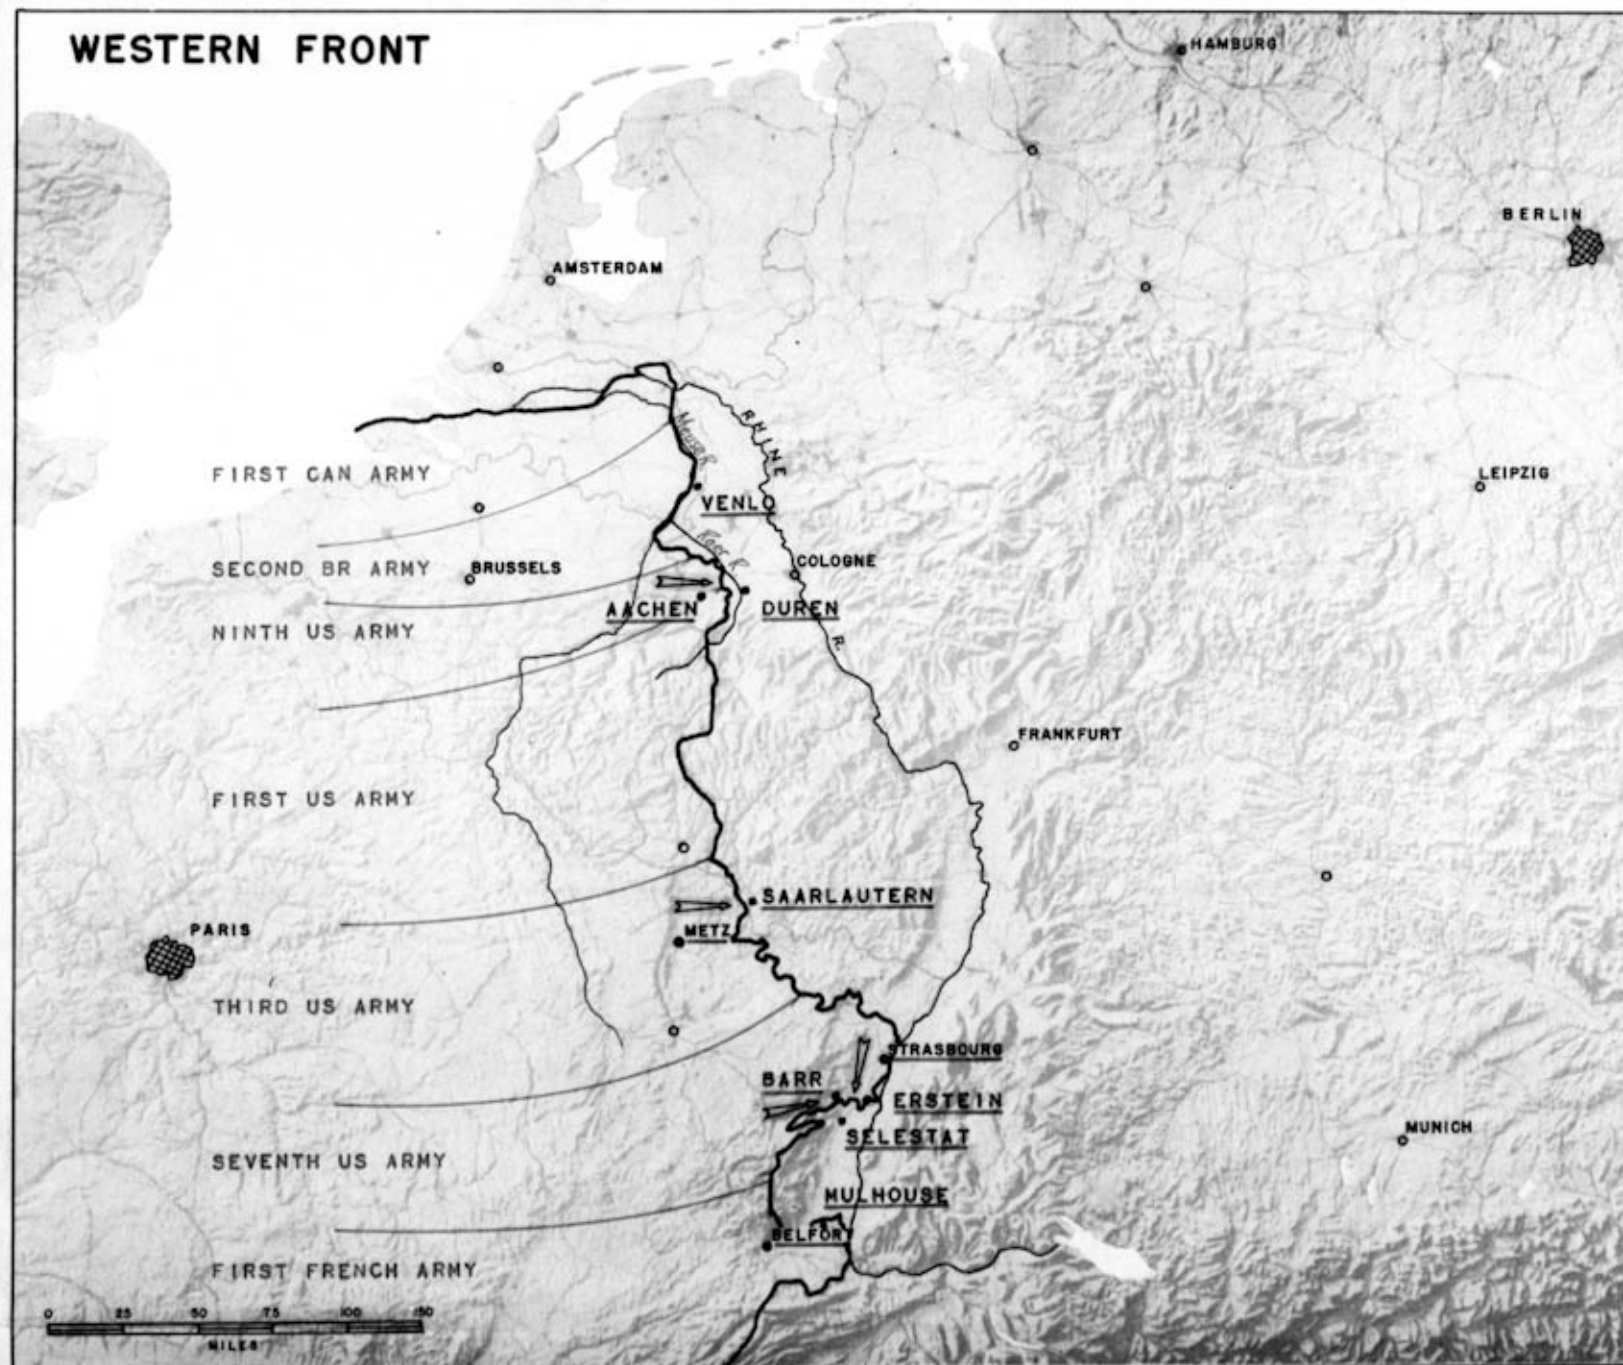 WESTERN FRONT
HAMBURG
BERLIN
AMSTERDAM
RHINE
Meuse R
FIRST CAN ARMY
LEIPZIG
VENLO
Roer R
SECOND BR ARMY
BRUSSELS
COLOGNE
AACHEN
DUREN
NINTH US ARMY
R.
FRANKFURT
FIRST US ARMY
SAARLAUTERN
PARIS
METZ
THIRD US ARMY
STRASBOURG
BARR
ERSTEIN
MUNICH
SELESTAT
SEVENTH US ARMY
MULHOUSE
BELFORT
FIRST FRENCH ARMY
0 25 50 75 100 150
MILES